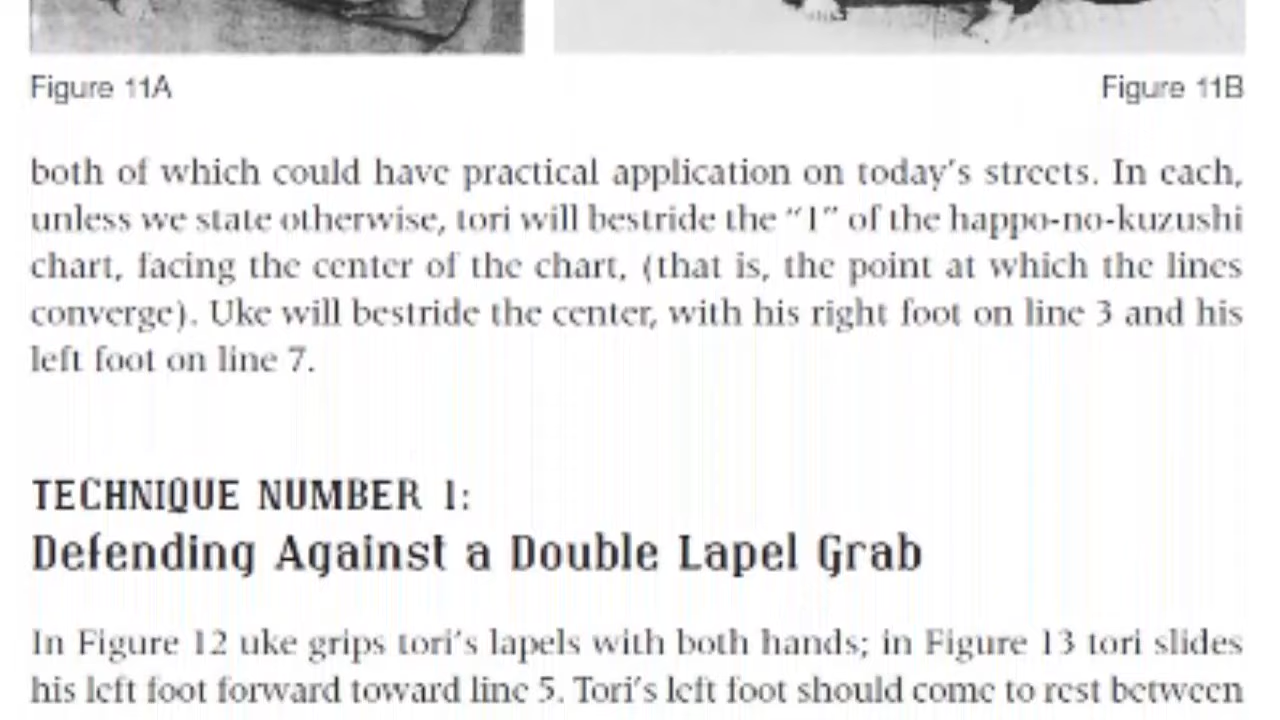 Figure 11A
Figure 11B
both of which could have practical application on today's streets. In each,
unless we state otherwise, tori will bestride the "1" of the happo-no-kuzushi
chart, facing the center of the chart, (that is, the point at which the lines
converge). Uke will bestride the center, with his right foot on line 3 and his
left foot on line 7.
TECHNIQUE NUMBER 1:
Defending Against a Double Lapel Grab
In Figure 12 uke grips tori's lapels with both hands; in Figure 13 tori slides
his left foot forward toward line 5. Tori's left foot should come to rest between